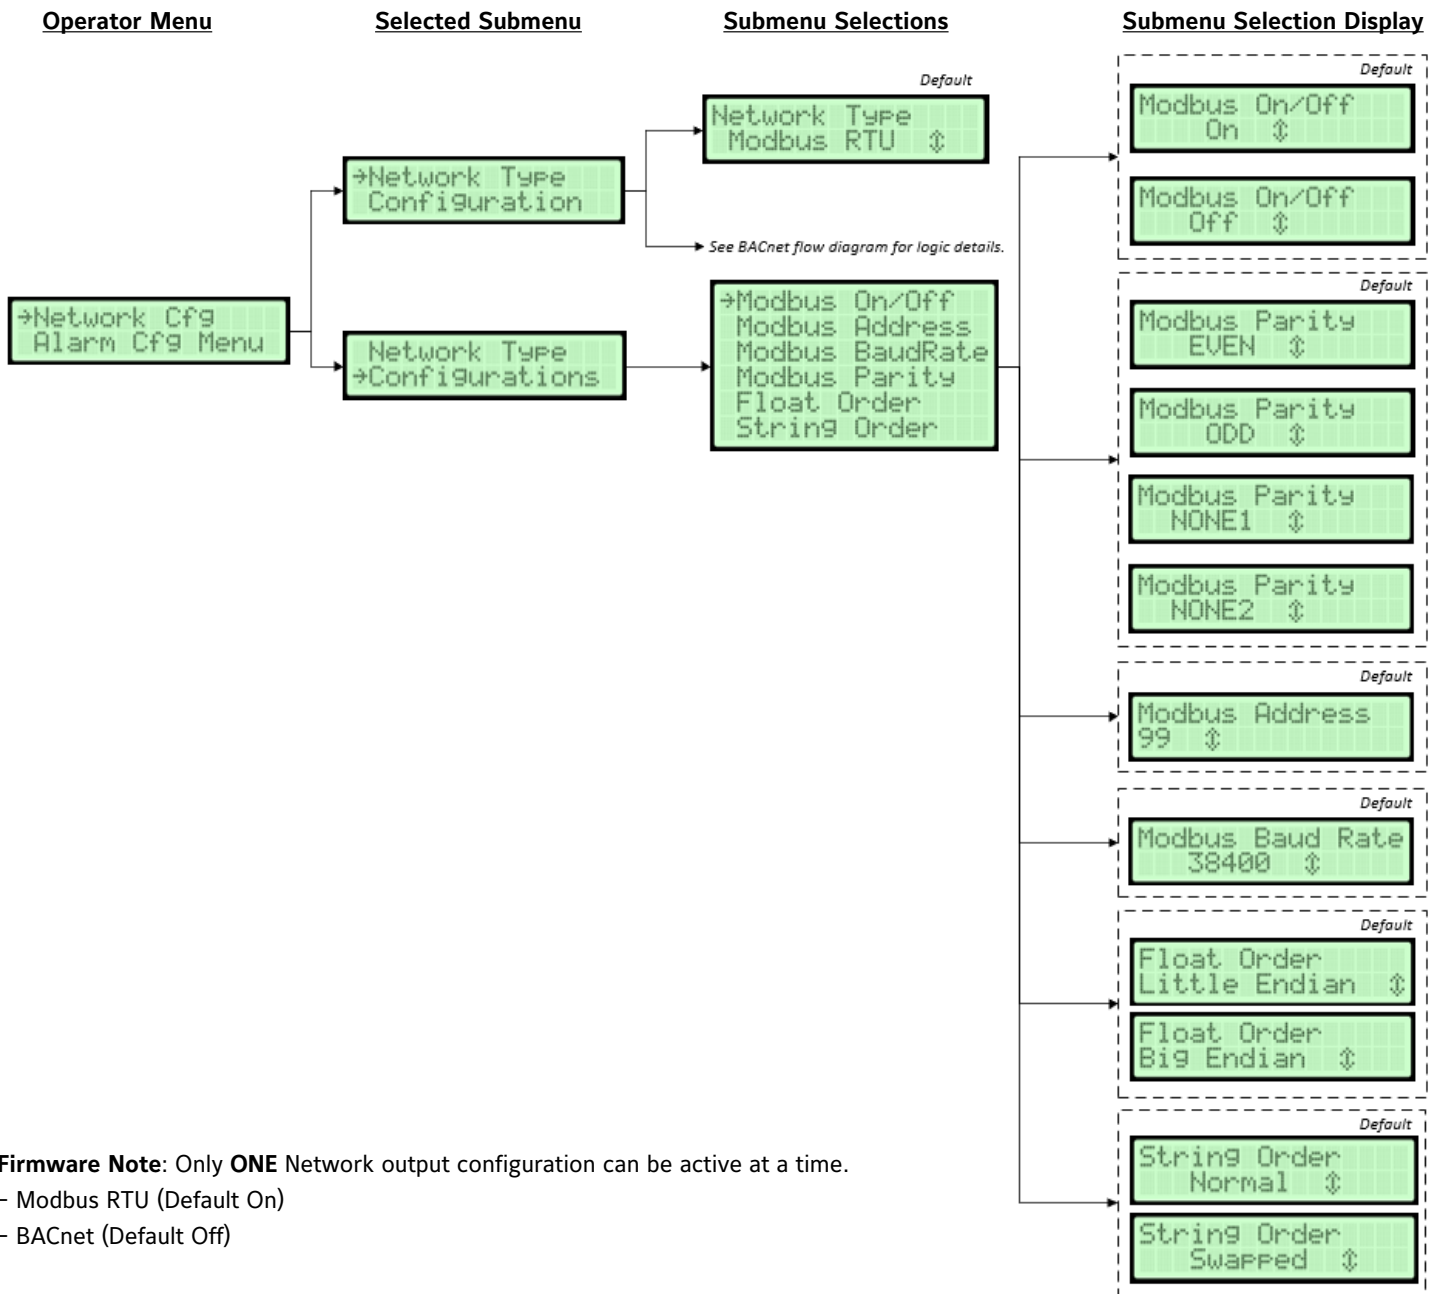 Operator Menu
Selected Submenu
Submenu Selections
Submenu Selection Display
→Network Cfg
Alarm Cfg Menu
→Network Type
Configuration
Network Type
→Configurations
Default
Network Type
Modbus RTU ⇕
See BACnet flow diagram for logic details.
→Modbus On/Off
Modbus Address
Modbus BaudRate
Modbus Parity
Float Order
String Order
Default
Modbus On/Off
On ⇕
Modbus On/Off
Off ⇕
Default
Modbus Parity
EVEN ⇕
Modbus Parity
ODD ⇕
Modbus Parity
NONE1 ⇕
Modbus Parity
NONE2 ⇕
Default
Modbus Address
99 ⇕
Default
Modbus Baud Rate
38400 ⇕
Default
Float Order
Little Endian ⇕
Float Order
Big Endian ⇕
Default
String Order
Normal ⇕
String Order
Swapped ⇕
Firmware Note: Only ONE Network output configuration can be active at a time.
– Modbus RTU (Default On)
– BACnet (Default Off)